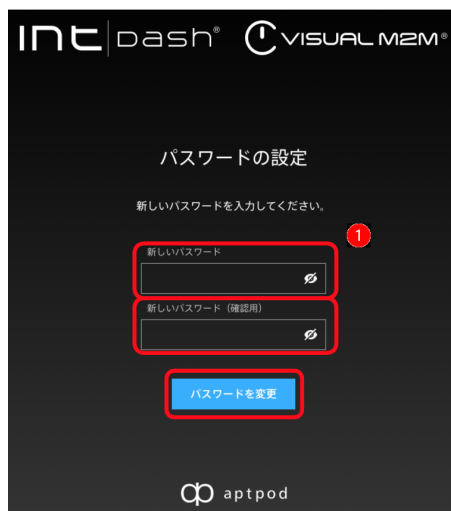 intDash® VISUAL M2M®
パスワードの設定
新しいパスワードを入力してください。
1
新しいパスワード
新しいパスワード（確認用）
パスワードを変更
aptpod